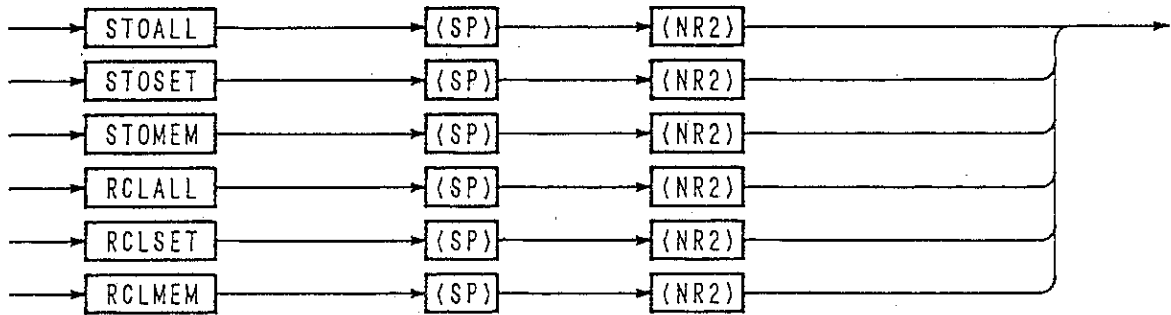 STOALL (SP) (NR2)
STOSET (SP) (NR2)
STOMEM (SP) (NR2)
RCLALL (SP) (NR2)
RCLSET (SP) (NR2)
RCLMEM (SP) (NR2)